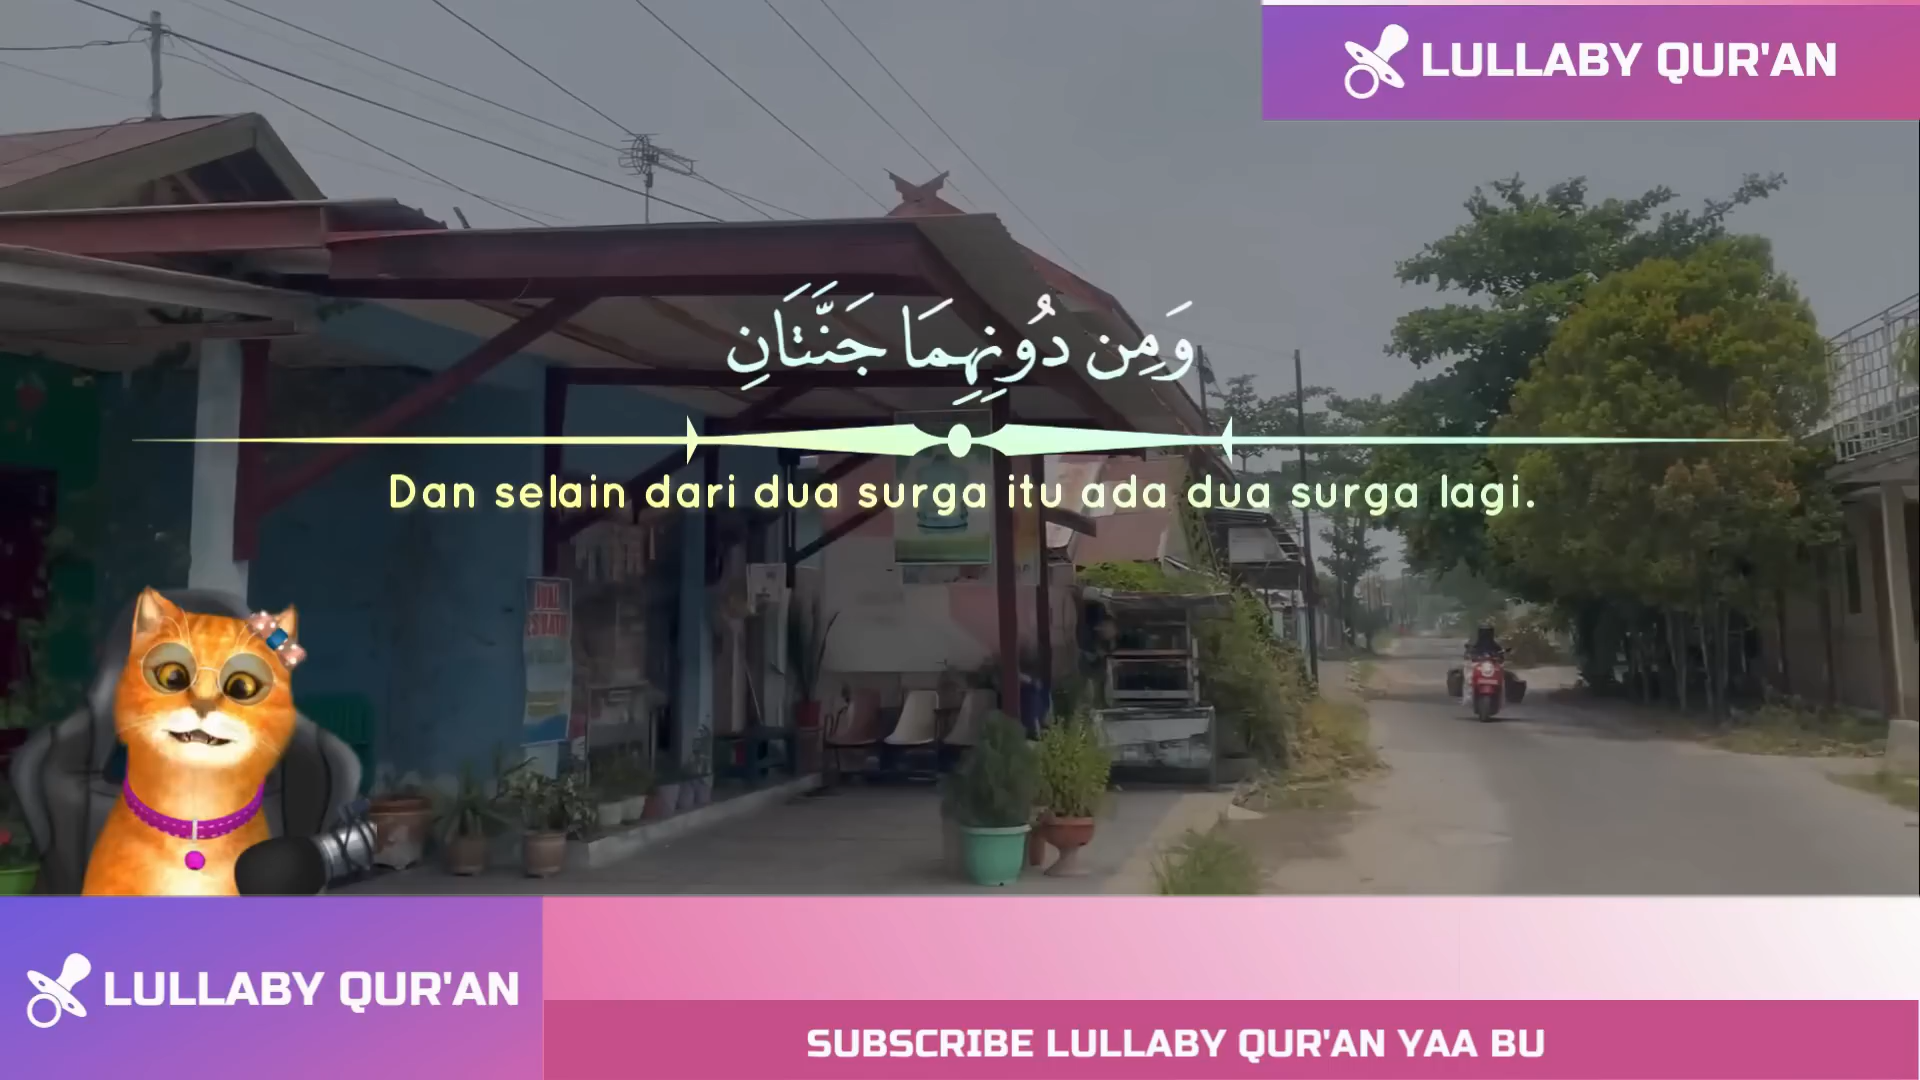 LULLABY QUR'AN
وَمِن دُونِهِمَا جَنَّتَانِ
Dan selain dari dua surga itu ada dua surga lagi.
LULLABY QUR'AN
SUBSCRIBE LULLABY QUR'AN YAA BU